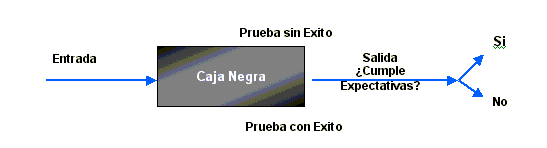 Prueba sin Exito
Entrada
Caja Negra
Salida
¿Cumple
Expectativas?
Si
No
Prueba con Exito